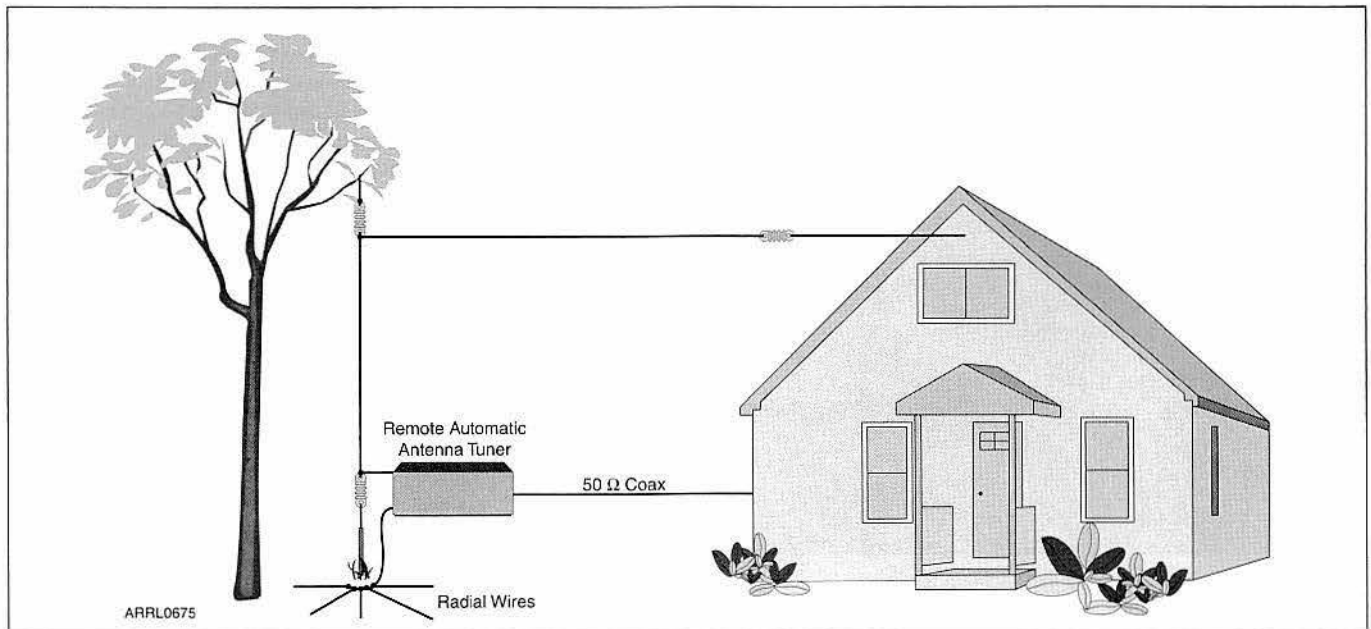 Remote Automatic
Antenna Tuner
50 Ω Coax
Radial Wires
ARRL0675